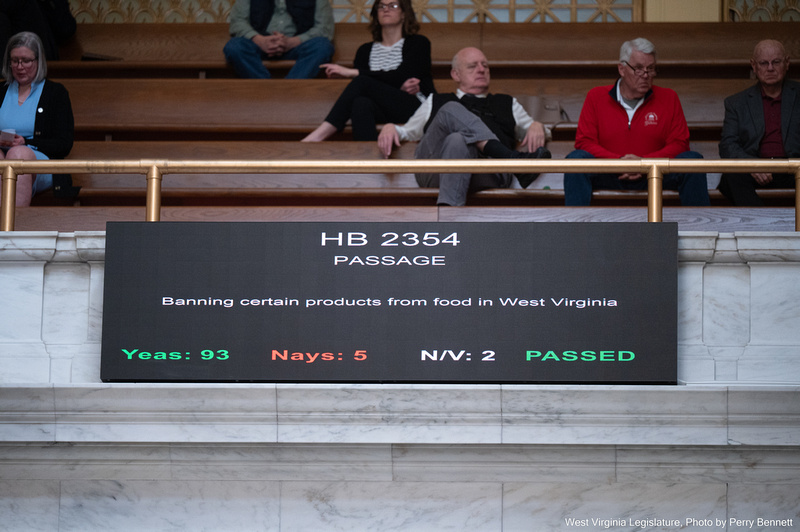 HB 2354
PASSAGE
Banning certain products from food in West Virginia
Yeas: 93 Nays: 5 N/V: 2 PASSED
West Virginia Legislature, Photo by Perry Bennett